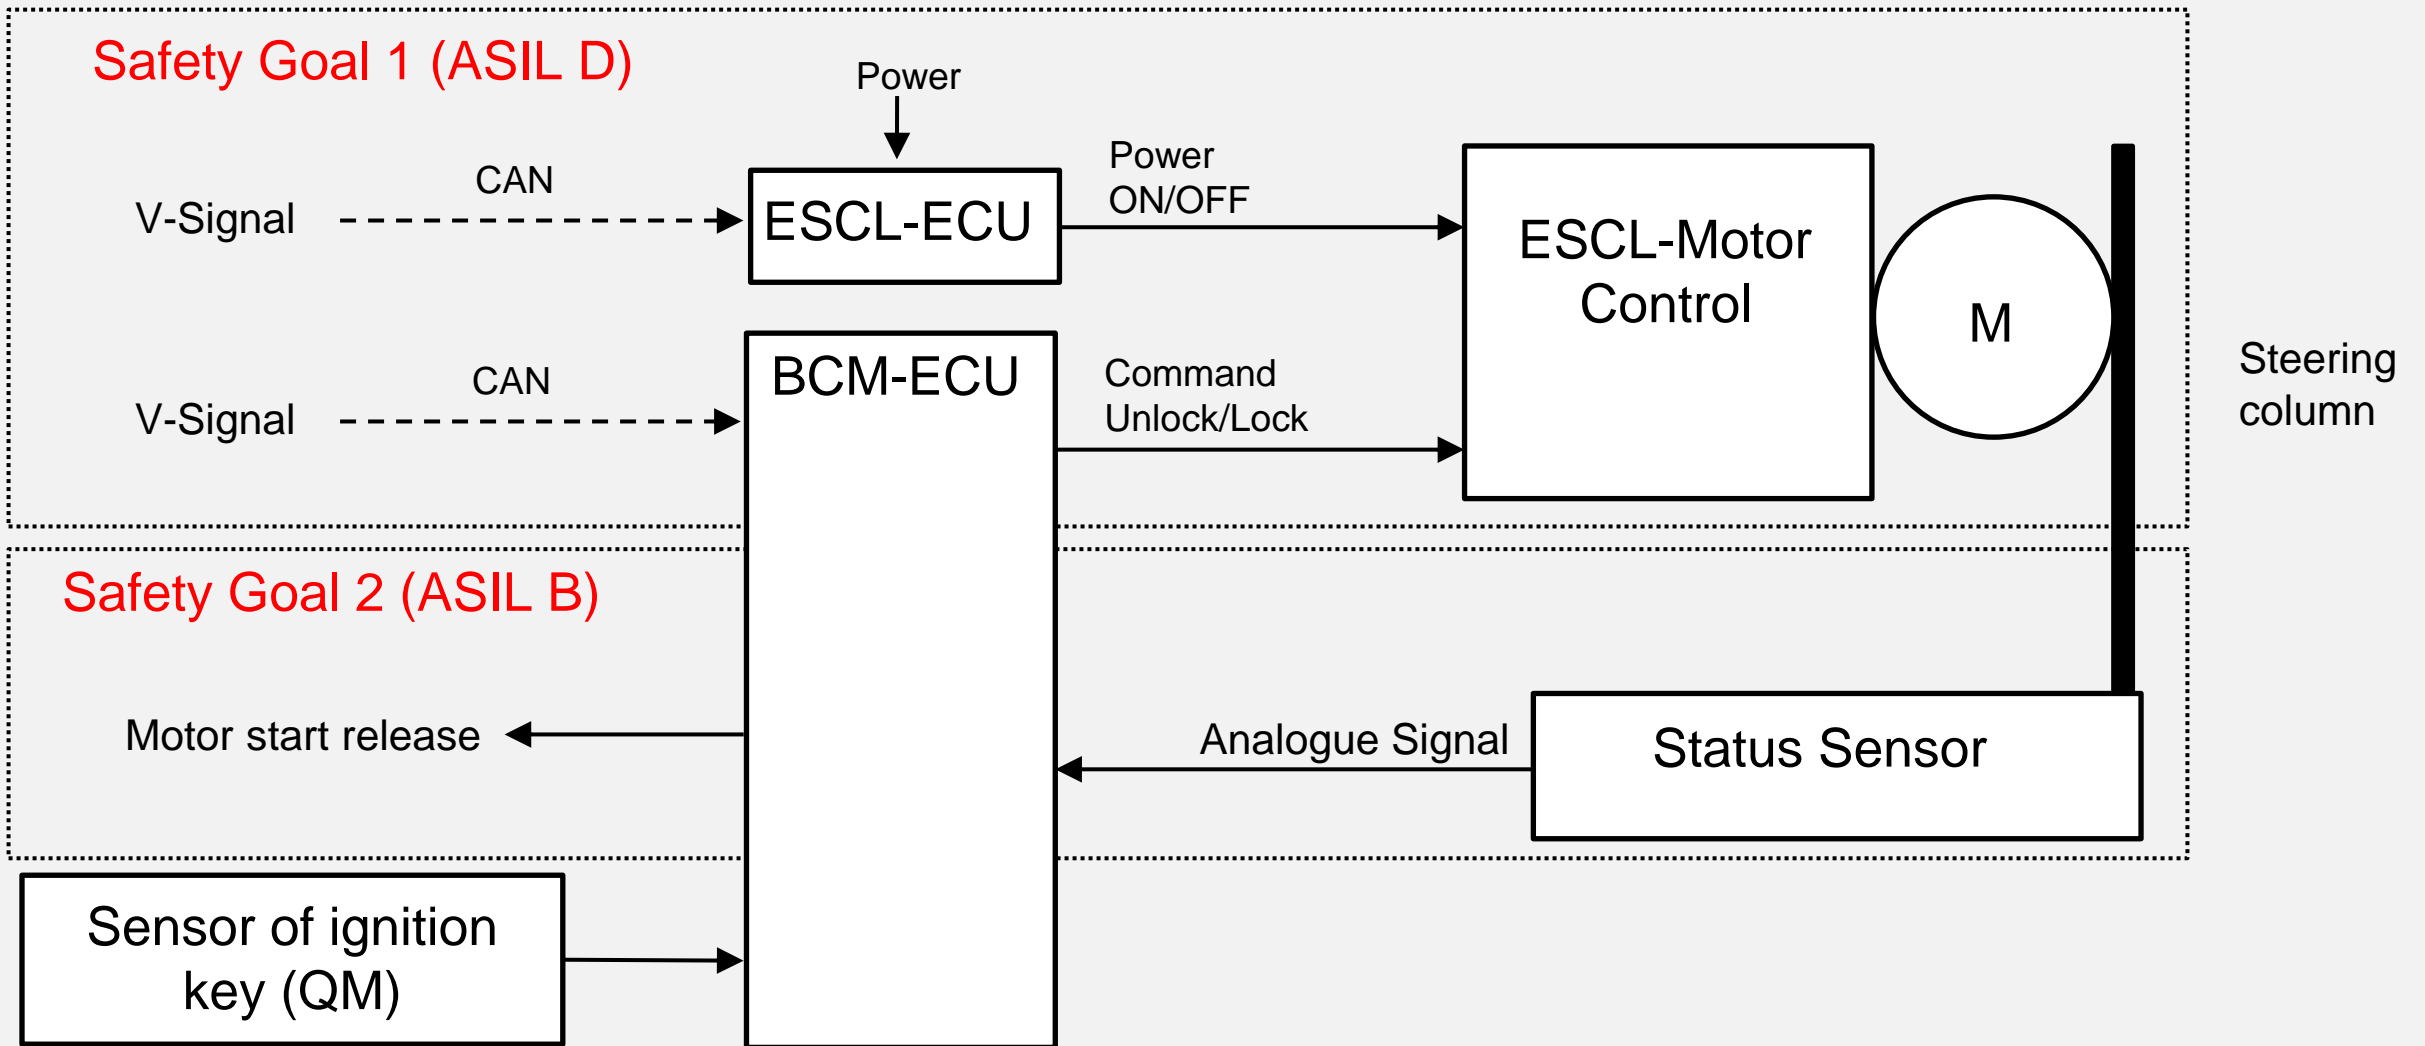 Safety Goal 1 (ASIL D)
Power
CAN
V-Signal
ESCL-ECU
Power
ON/OFF
ESCL-Motor
Control
M
Steering
column
CAN
V-Signal
BCM-ECU
Command
Unlock/Lock
Safety Goal 2 (ASIL B)
Motor start release
Analogue Signal
Status Sensor
Sensor of ignition
key (QM)